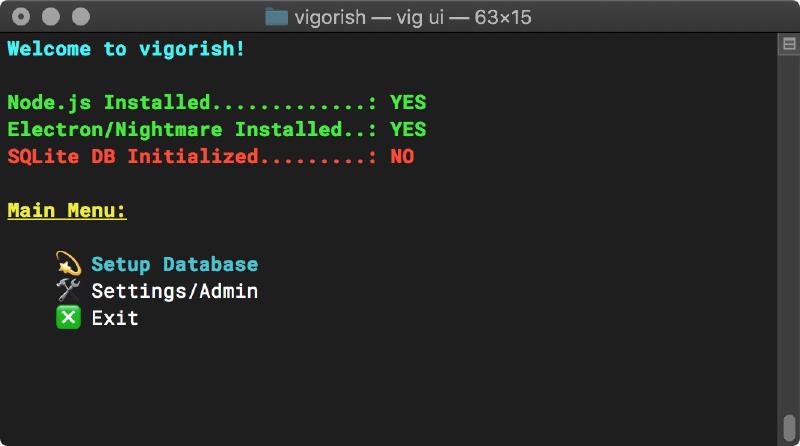 vigorish — vig ui — 63×15
Welcome to vigorish!
Node.js Installed.............: YES
Electron/Nightmare Installed..: YES
SQLite DB Initialized.........: NO
Main Menu:
Setup Database
Settings/Admin
Exit